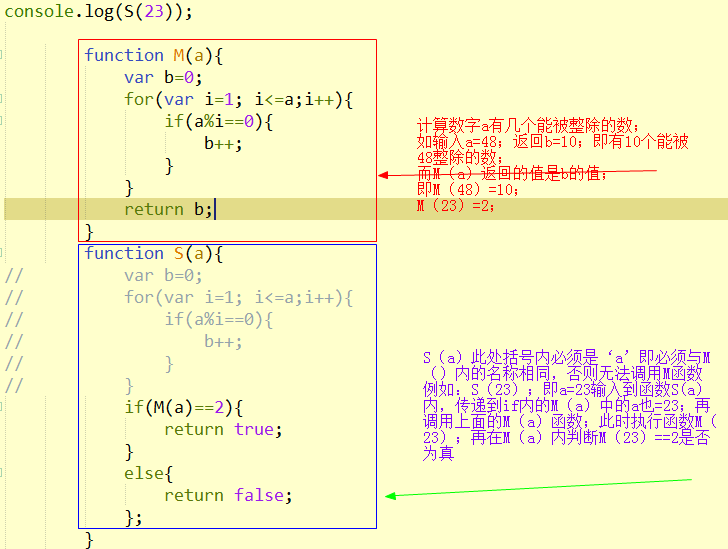 console.log(S(23));
function M(a){
var b=0;
for(var i=1; i<=a;i++){
if(a%i==0){
b++;
}
}
return b;
}
计算数字a有几个能被整除的数;
如输入a=48; 返回b=10; 即有10个能被
48整除的数;
而M（a）返回的值是b的值;
即M（48）=10;
M（23）=2;
function S(a){
// var b=0;
// for(var i=1; i<=a;i++){
// if(a%i==0){
// b++;
// }
// }
if(M(a)==2){
return true;
}
else{
return false;
};
}
S（a）此处括号内必须是‘a’即必须与M
（）内的名称相同，否则无法调用M函数
例如: S（23）; 即a=23输入到函数S(a)
内，传递到if内的M（a）中的a也=23; 再
调用上面的M（a）函数; 此时执行函数M（
23）; 再在M（a）内判断M（23）==2是否
为真